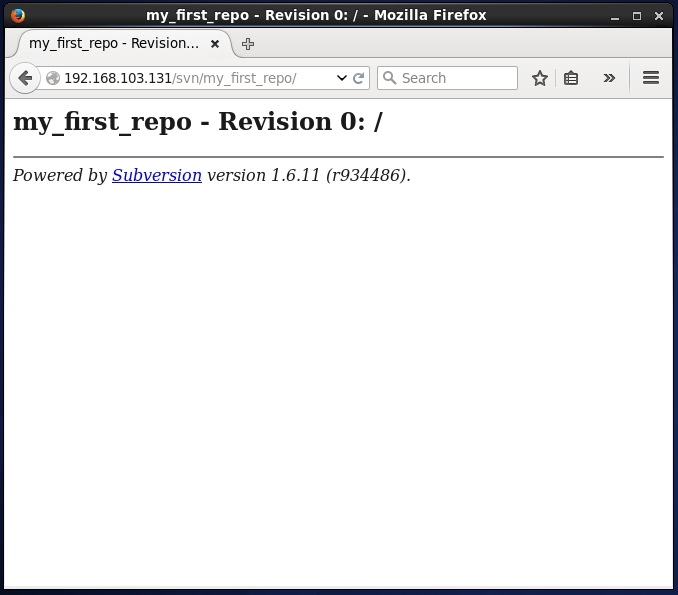 my_first_repo - Revision 0: / - Mozilla Firefox
my_first_repo - Revision...
192.168.103.131/svn/my_first_repo/
Search
my_first_repo - Revision 0: /
Powered by Subversion version 1.6.11 (r934486).